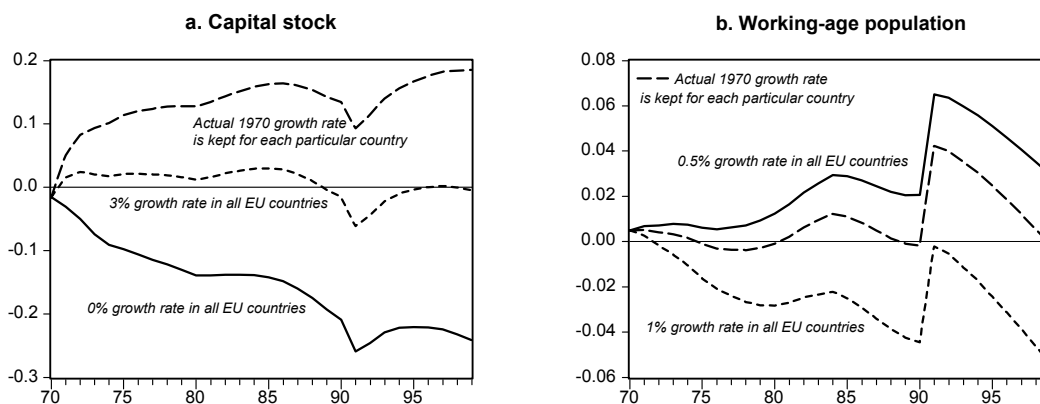 a. Capital stock
0.2
0.1
0.0
-0.1
-0.2
-0.3
70 75 80 85 90 95
Actual 1970 growth rate
is kept for each particular country
3% growth rate in all EU countries
0% growth rate in all EU countries
b. Working-age population
0.08
0.06
0.04
0.02
0.00
-0.02
-0.04
-0.06
70 75 80 85 90 95
Actual 1970 growth rate
is kept for each particular country
0.5% growth rate in all EU countries
1% growth rate in all EU countries